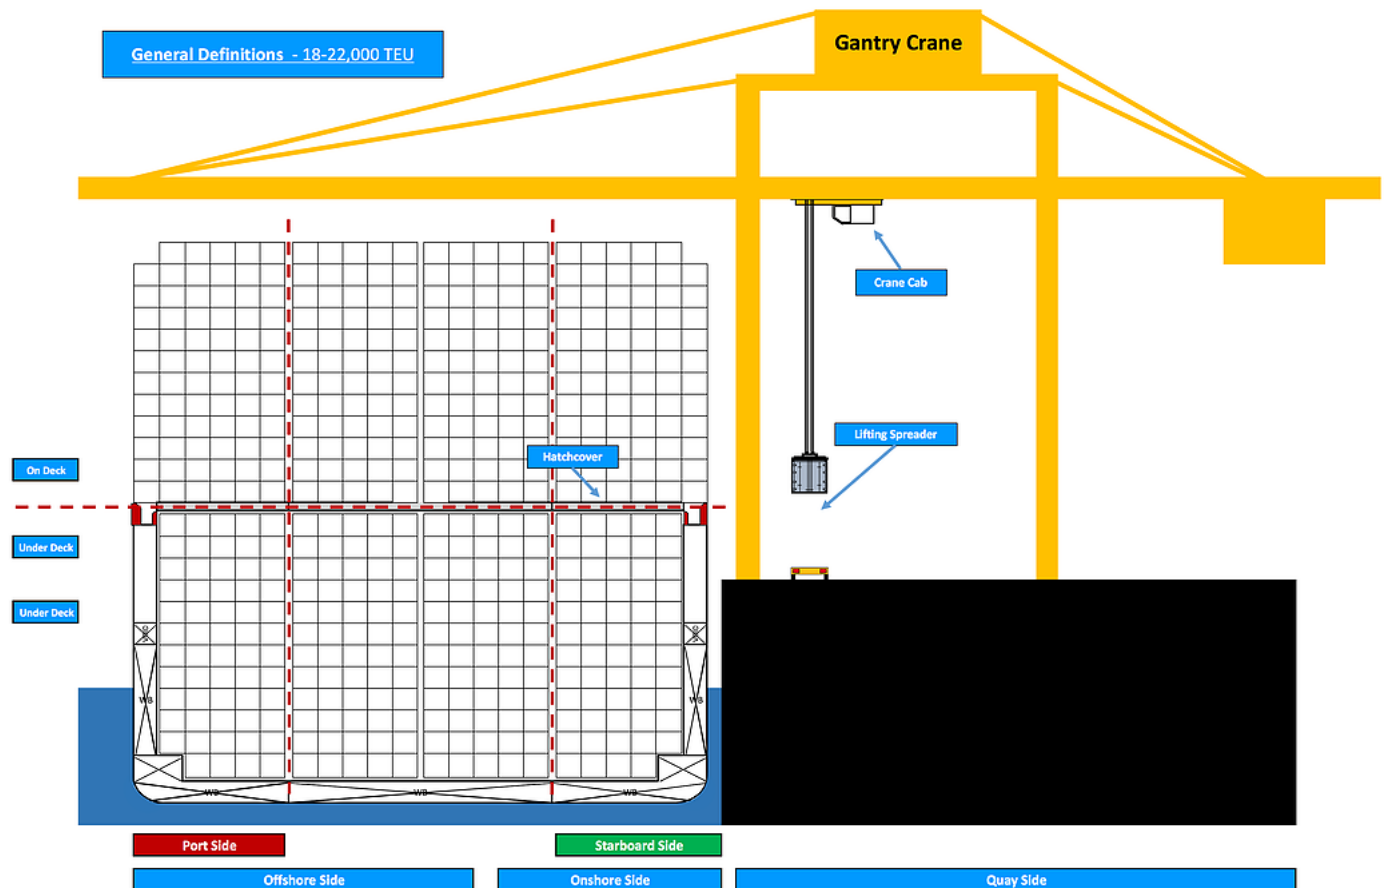 General Definitions - 18-22,000 TEU
Gantry Crane
Crane Cab
Lifting Spreader
Hatchcover
On Deck
Under Deck
Under Deck
WB
WB
WB
WB
WB
Port Side
Starboard Side
Offshore Side
Onshore Side
Quay Side